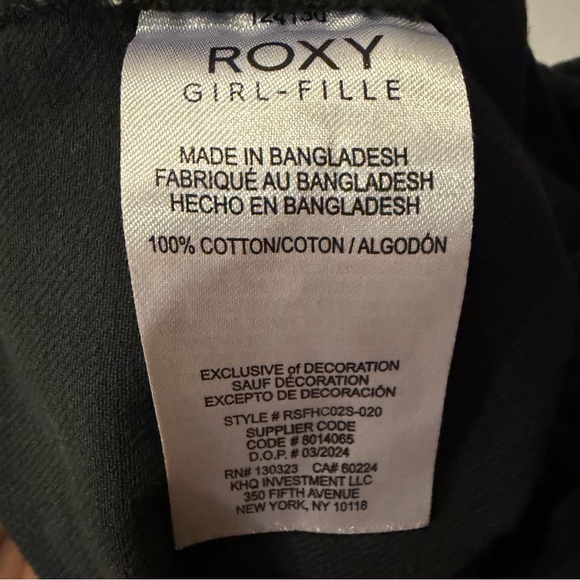 ROXY
GIRL-FILLE
MADE IN BANGLADESH
FABRIQUÉ AU BANGLADESH
HECHO EN BANGLADESH
100% COTTON/COTON / ALGODÓN
EXCLUSIVE of DECORATION
SAUF DÉCORATION
EXCEPTO DE DECORACIÓN
STYLE # RSFHC02S-020
SUPPLIER CODE
CODE # 8014065
D.O.P. # 03/2024
RN# 130323 CA# 60224
KHQ INVESTMENT LLC
350 FIFTH AVENUE
NEW YORK, NY 10118